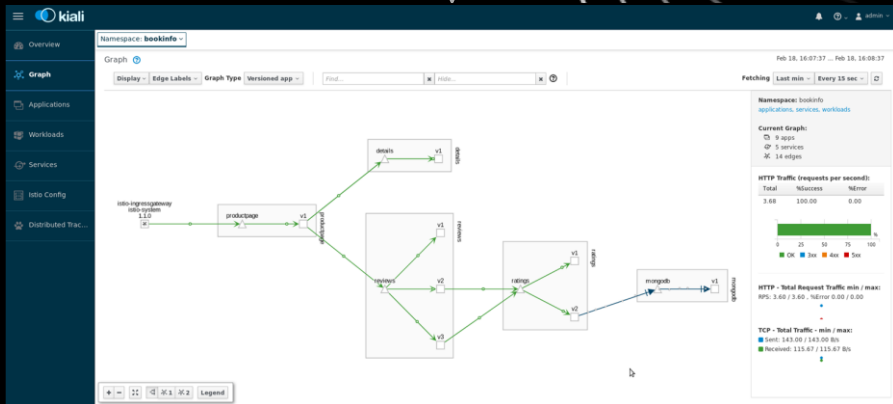 kiali
admin
Overview
Graph
Applications
Workloads
Services
Istio Config
Distributed Trac...
Namespace: bookinfo
Graph
Feb 18, 16:07:37 ... Feb 18, 16:08:37
Display
Edge Labels
Graph Type
Versioned app
Find...
Hide...
Fetching
Last min
Every 15 sec
istio-ingressgateway
istio-system
1.1.0
productpage
v1
productpage
details
v1
details
reviews
v1
v2
v3
reviews
ratings
v1
v2
ratings
mongodb
v1
mongodb
Namespace: bookinfo
applications, services, workloads
Current Graph:
9 apps
5 services
14 edges
HTTP Traffic (requests per second):
Total %Success %Error
3.68 100.00 0.00
%
0 25 50 75 100
OK 3xx 4xx 5xx
HTTP - Total Request Traffic min / max:
RPS: 3.60 / 3.60 , %Error 0.00 / 0.00
TCP - Total Traffic - min / max:
Sent: 143.00 / 143.00 B/s
Received: 115.67 / 115.67 B/s
1
2
Legend